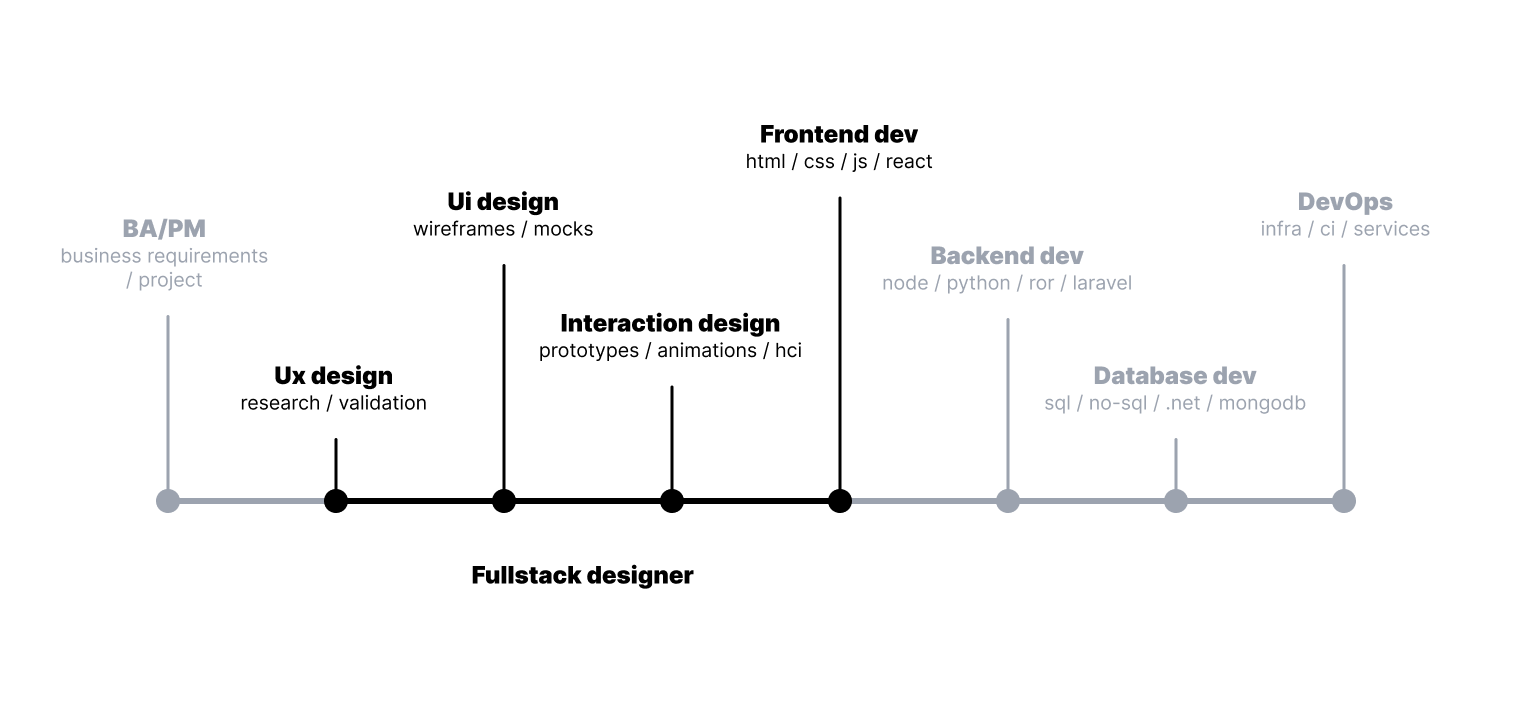 BA/PM
business requirements
/ project
Ux design
research / validation
Ui design
wireframes / mocks
Interaction design
prototypes / animations / hci
Frontend dev
html / css / js / react
Backend dev
node / python / ror / laravel
Database dev
sql / no-sql / .net / mongodb
DevOps
infra / ci / services
Fullstack designer